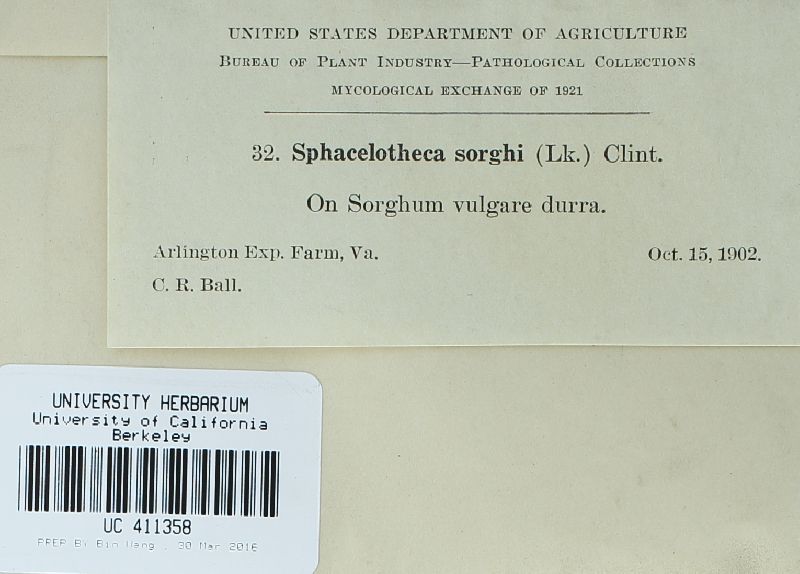 UNITED STATES DEPARTMENT OF AGRICULTURE
BUREAU OF PLANT INDUSTRY—PATHOLOGICAL COLLECTIONS
MYCOLOGICAL EXCHANGE OF 1921
32. Sphacelotheca sorghi (Lk.) Clint.
On Sorghum vulgare durra.
Arlington Exp. Farm, Va. Oct. 15, 1902.
C. R. Ball.
UNIVERSITY HERBARIUM
University of California
Berkeley
UC 411358
PREP BY Bin Wang . 30 Mar 2016